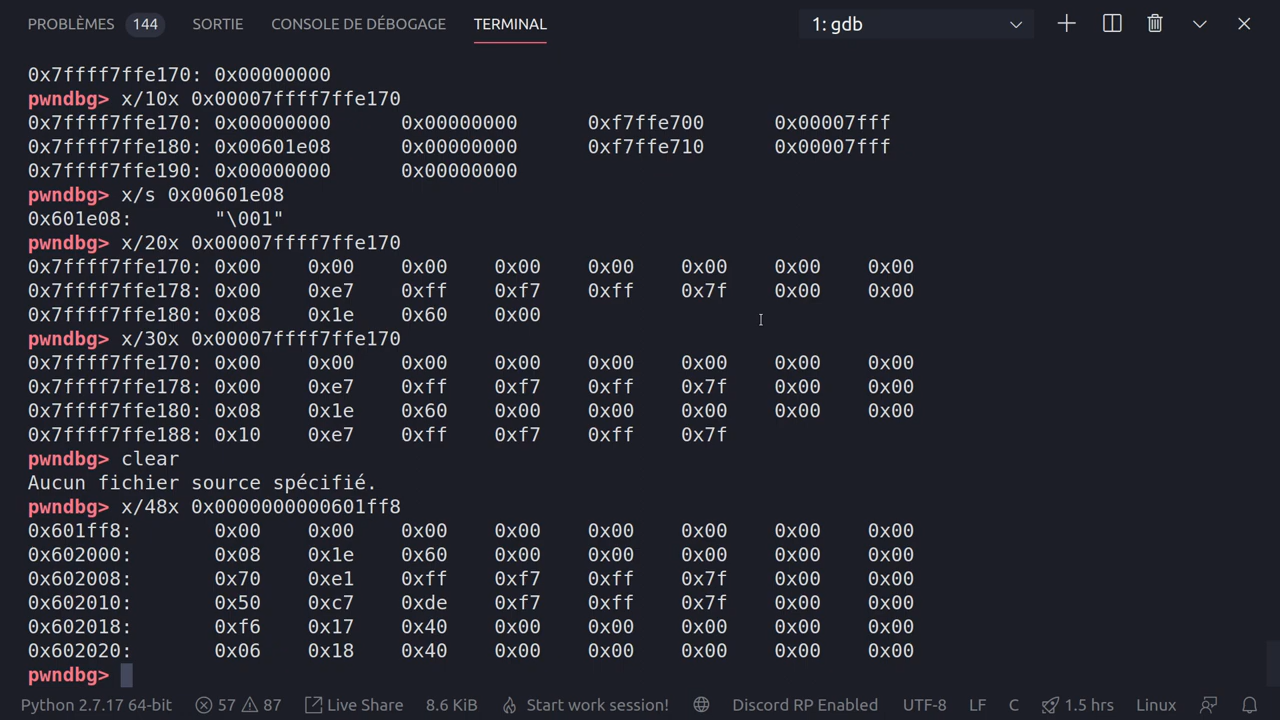 PROBLÈMES 144 SORTIE CONSOLE DE DÉBOGAGE TERMINAL 1: gdb
0x7ffff7ffe170: 0x00000000
pwndbg> x/10x 0x00007ffff7ffe170
0x7ffff7ffe170: 0x00000000 0x00000000 0xf7ffe700 0x00007fff
0x7ffff7ffe180: 0x00601e08 0x00000000 0xf7ffe710 0x00007fff
0x7ffff7ffe190: 0x00000000 0x00000000
pwndbg> x/s 0x00601e08
0x601e08: "\001"
pwndbg> x/20x 0x00007ffff7ffe170
0x7ffff7ffe170: 0x00 0x00 0x00 0x00 0x00 0x00 0x00 0x00
0x7ffff7ffe178: 0x00 0xe7 0xff 0xf7 0xff 0x7f 0x00 0x00
0x7ffff7ffe180: 0x08 0x1e 0x60 0x00
pwndbg> x/30x 0x00007ffff7ffe170
0x7ffff7ffe170: 0x00 0x00 0x00 0x00 0x00 0x00 0x00 0x00
0x7ffff7ffe178: 0x00 0xe7 0xff 0xf7 0xff 0x7f 0x00 0x00
0x7ffff7ffe180: 0x08 0x1e 0x60 0x00 0x00 0x00 0x00 0x00
0x7ffff7ffe188: 0x10 0xe7 0xff 0xf7 0xff 0x7f
pwndbg> clear
Aucun fichier source spécifié.
pwndbg> x/48x 0x0000000000601ff8
0x601ff8: 0x00 0x00 0x00 0x00 0x00 0x00 0x00 0x00
0x602000: 0x08 0x1e 0x60 0x00 0x00 0x00 0x00 0x00
0x602008: 0x70 0xe1 0xff 0xf7 0xff 0x7f 0x00 0x00
0x602010: 0x50 0xc7 0xde 0xf7 0xff 0x7f 0x00 0x00
0x602018: 0xf6 0x17 0x40 0x00 0x00 0x00 0x00 0x00
0x602020: 0x06 0x18 0x40 0x00 0x00 0x00 0x00 0x00
pwndbg>
Python 2.7.17 64-bit 57 87 Live Share 8.6 KiB Start work session! Discord RP Enabled UTF-8 LF C 1.5 hrs Linux